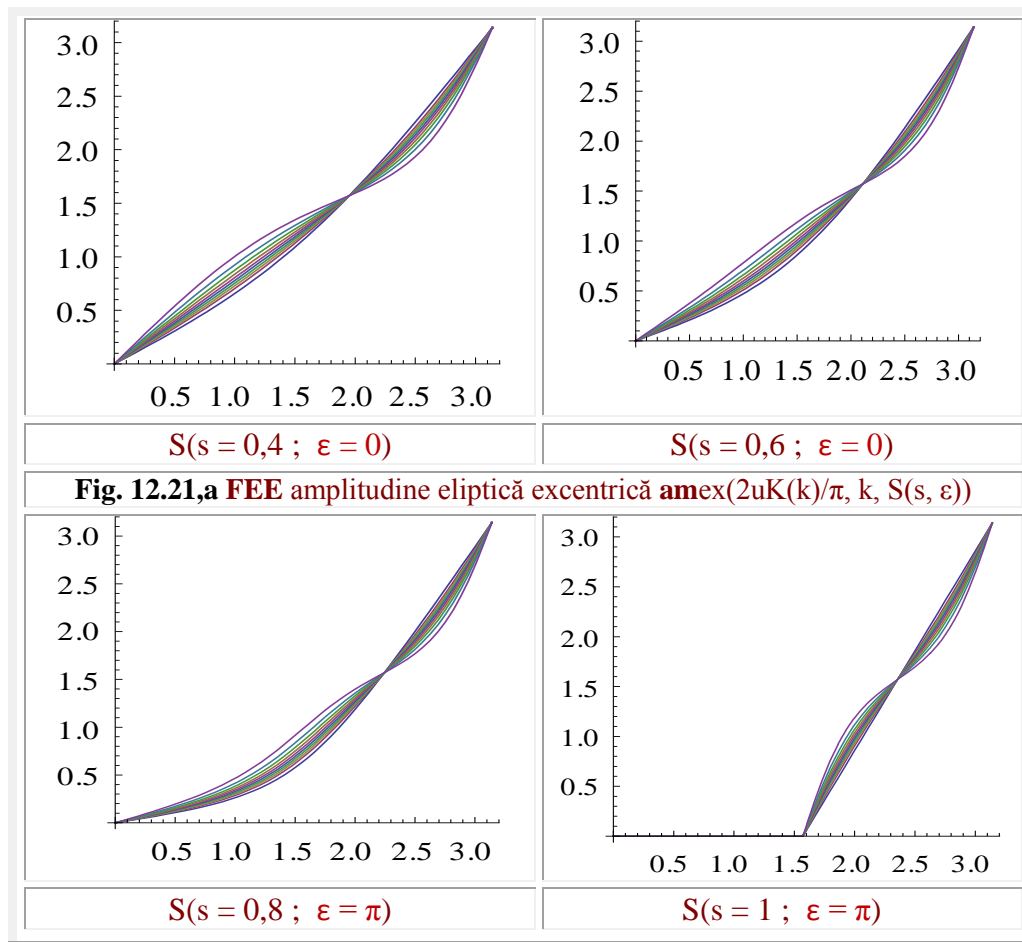 3.0
2.5
2.0
1.5
1.0
0.5
0.5 1.0 1.5 2.0 2.5 3.0
3.0
2.5
2.0
1.5
1.0
0.5
0.5 1.0 1.5 2.0 2.5 3.0
S(s = 0,4 ; ε = 0)
S(s = 0,6 ; ε = 0)
Fig. 12.21,a FEE amplitudine eliptică excentrică amex(2uK(k)/π, k, S(s, ε))
3.0
2.5
2.0
1.5
1.0
0.5
0.5 1.0 1.5 2.0 2.5 3.0
3.0
2.5
2.0
1.5
1.0
0.5
0.5 1.0 1.5 2.0 2.5 3.0
S(s = 0,8 ; ε = π)
S(s = 1 ; ε = π)